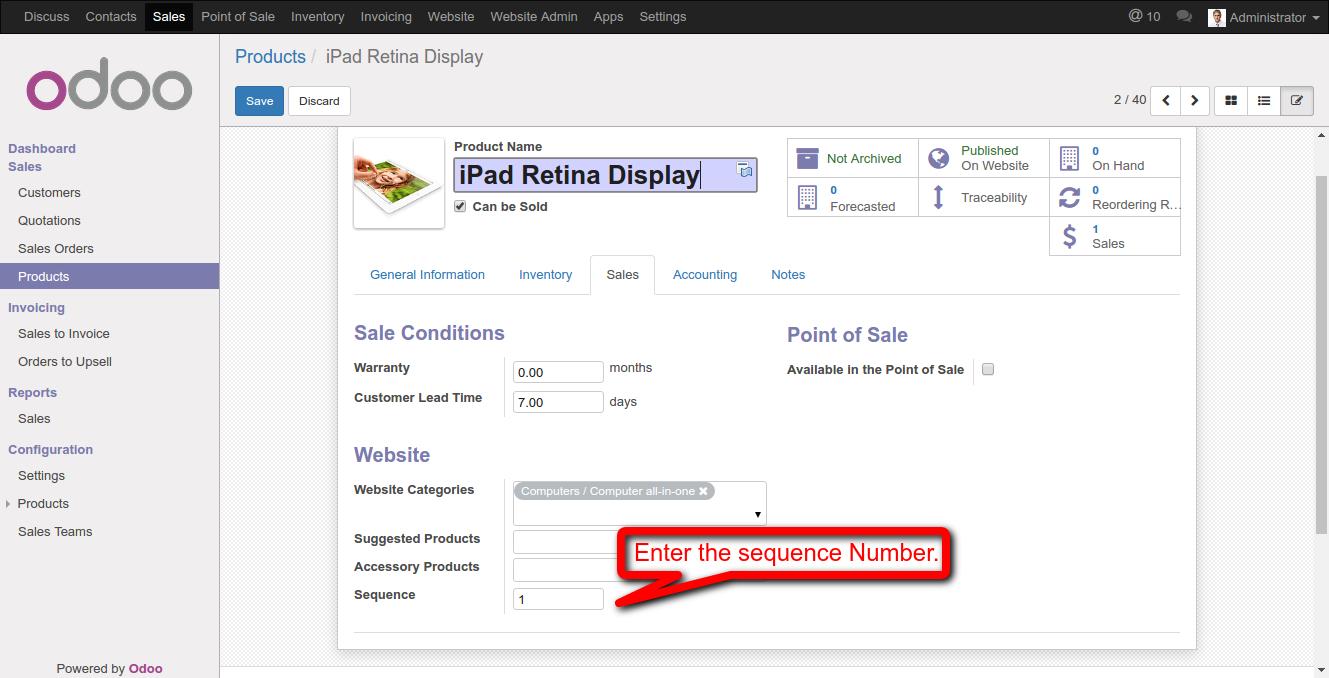 Discuss Contacts Sales Point of Sale Inventory Invoicing Website Website Admin Apps Settings @ 10 Administrator
odoo
Dashboard
Sales
Customers
Quotations
Sales Orders
Products
Invoicing
Sales to Invoice
Orders to Upsell
Reports
Sales
Configuration
Settings
Products
Sales Teams
Powered by Odoo
Products / iPad Retina Display
Save Discard 2 / 40
Product Name
iPad Retina Display
Can be Sold
Not Archived
Published
On Website
0
On Hand
0
Forecasted
Traceability
0
Reordering R...
1
Sales
General Information Inventory Sales Accounting Notes
Sale Conditions
Warranty 0.00 months
Customer Lead Time 7.00 days
Point of Sale
Available in the Point of Sale
Website
Website Categories Computers / Computer all-in-one ×
Suggested Products
Accessory Products
Sequence 1
Enter the sequence Number.